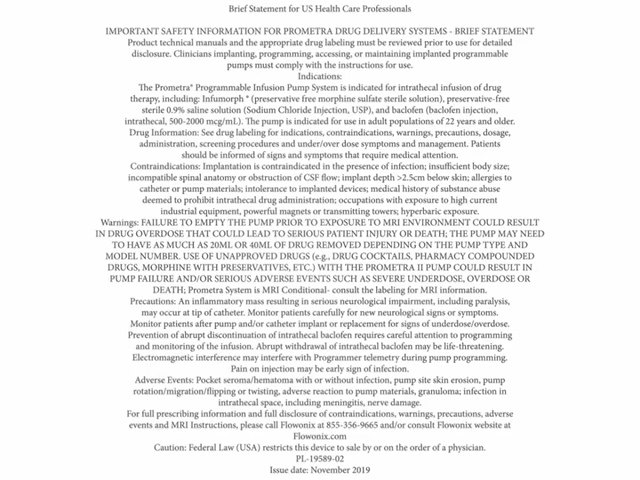 Brief Statement for US Health Care Professionals
IMPORTANT SAFETY INFORMATION FOR PROMETRA DRUG DELIVERY SYSTEMS - BRIEF STATEMENT
Product technical manuals and the appropriate drug labeling must be reviewed prior to use for detailed
disclosure. Clinicians implanting, programming, accessing, or maintaining implanted programmable
pumps must comply with the instructions for use.
Indications:
The Prometra® Programmable Infusion Pump System is indicated for intrathecal infusion of drug
therapy, including: Infumorph ® (preservative free morphine sulfate sterile solution), preservative-free
sterile 0.9% saline solution (Sodium Chloride Injection, USP), and baclofen (baclofen injection,
intrathecal, 500-2000 mcg/mL). The pump is indicated for use in adult populations of 22 years and older.
Drug Information: See drug labeling for indications, contraindications, warnings, precautions, dosage,
administration, screening procedures and under/over dose symptoms and management. Patients
should be informed of signs and symptoms that require medical attention.
Contraindications: Implantation is contraindicated in the presence of infection; insufficient body size;
incompatible spinal anatomy or obstruction of CSF flow; implant depth >2.5cm below skin; allergies to
catheter or pump materials; intolerance to implanted devices; medical history of substance abuse
deemed to prohibit intrathecal drug administration; occupations with exposure to high current
industrial equipment, powerful magnets or transmitting towers; hyperbaric exposure.
Warnings: FAILURE TO EMPTY THE PUMP PRIOR TO EXPOSURE TO MRI ENVIRONMENT COULD RESULT
IN DRUG OVERDOSE THAT COULD LEAD TO SERIOUS PATIENT INJURY OR DEATH; THE PUMP MAY NEED
TO HAVE AS MUCH AS 20ML OR 40ML OF DRUG REMOVED DEPENDING ON THE PUMP TYPE AND
MODEL NUMBER. USE OF UNAPPROVED DRUGS (e.g., DRUG COCKTAILS, PHARMACY COMPOUNDED
DRUGS, MORPHINE WITH PRESERVATIVES, ETC.) WITH THE PROMETRA II PUMP COULD RESULT IN
PUMP FAILURE AND/OR SERIOUS ADVERSE EVENTS SUCH AS SEVERE UNDERDOSE, OVERDOSE OR
DEATH; Prometra System is MRI Conditional- consult the labeling for MRI information.
Precautions: An inflammatory mass resulting in serious neurological impairment, including paralysis,
may occur at tip of catheter. Monitor patients carefully for new neurological signs or symptoms.
Monitor patients after pump and/or catheter implant or replacement for signs of underdose/overdose.
Prevention of abrupt discontinuation of intrathecal baclofen requires careful attention to programming
and monitoring of the infusion. Abrupt withdrawal of intrathecal baclofen may be life-threatening.
Electromagnetic interference may interfere with Programmer telemetry during pump programming.
Pain on injection may be early sign of infection.
Adverse Events: Pocket seroma/hematoma with or without infection, pump site skin erosion, pump
rotation/migration/flipping or twisting, adverse reaction to pump materials, granuloma; infection in
intrathecal space, including meningitis, nerve damage.
For full prescribing information and full disclosure of contraindications, warnings, precautions, adverse
events and MRI Instructions, please call Flowonix at 855-356-9665 and/or consult Flowonix website at
Flowonix.com
Caution: Federal Law (USA) restricts this device to sale by or on the order of a physician.
PL-19589-02
Issue date: November 2019